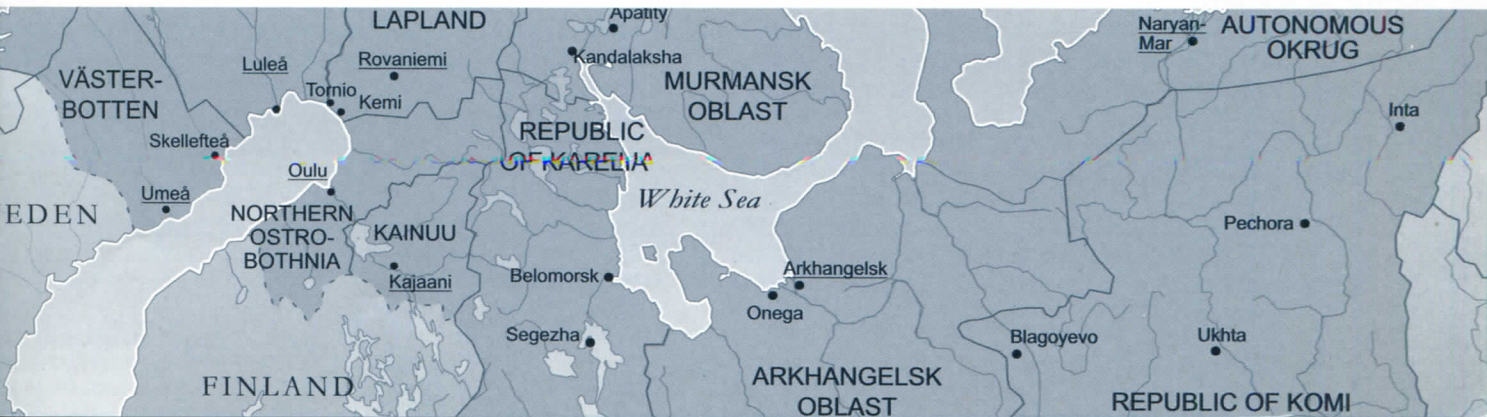 LAPLAND
Apatity
Naryan-
Mar
AUTONOMOUS
OKRUG
Luleå
Rovaniemi
Kandalaksha
VÄSTER-
BOTTEN
Tornio
Kemi
MURMANSK
OBLAST
Inta
Skellefteå
REPUBLIC
OF KARELIA
Oulu
Umeå
White Sea
EDEN
NORTHERN
OSTRO-
BOTHNIA
KAINUU
Pechora
Belomorsk
Arkhangelsk
Kajaani
Onega
Segezha
Blagoyevo
Ukhta
FINLAND
ARKHANGELSK
OBLAST
REPUBLIC OF KOMI